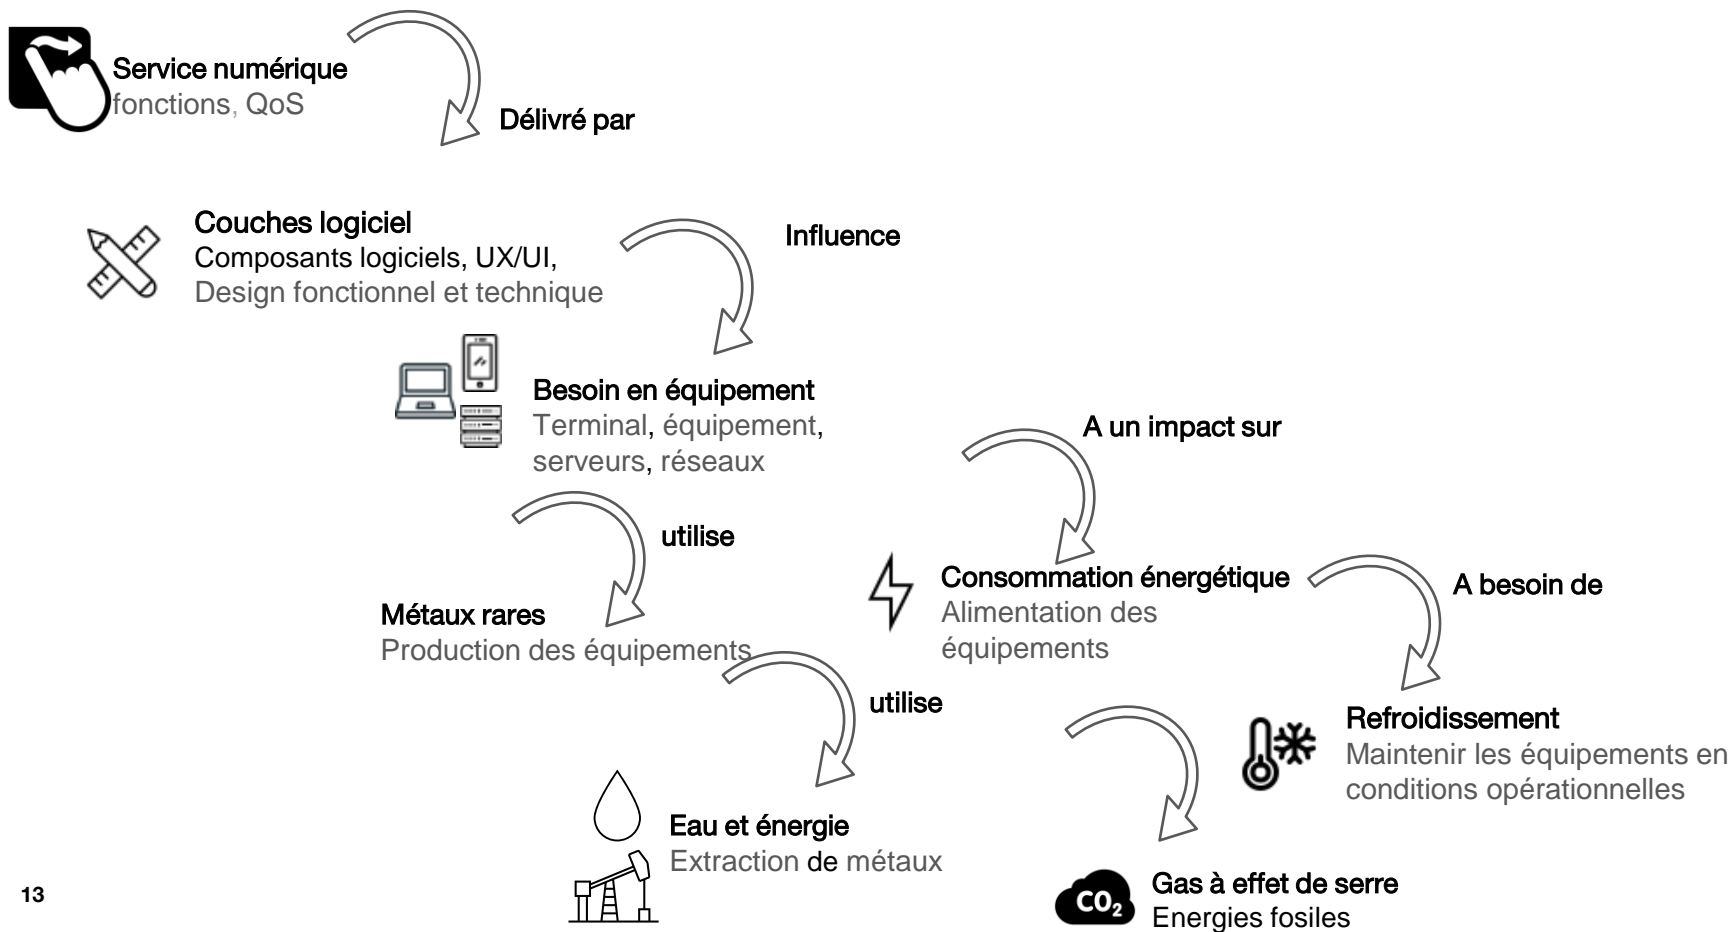 Service numérique
fonctions, QoS
Délivré par
Couches logiciel
Composants logiciels, UX/UI,
Design fonctionnel et technique
Influence
Besoin en équipement
Terminal, équipement,
serveurs, réseaux
A un impact sur
utilise
Métaux rares
Production des équipements
Consommation énergétique
Alimentation des
équipements
A besoin de
utilise
Refroidissement
Maintenir les équipements en
conditions opérationnelles
Eau et énergie
Extraction de métaux
CO2
Gas à effet de serre
Energies fosiles
13